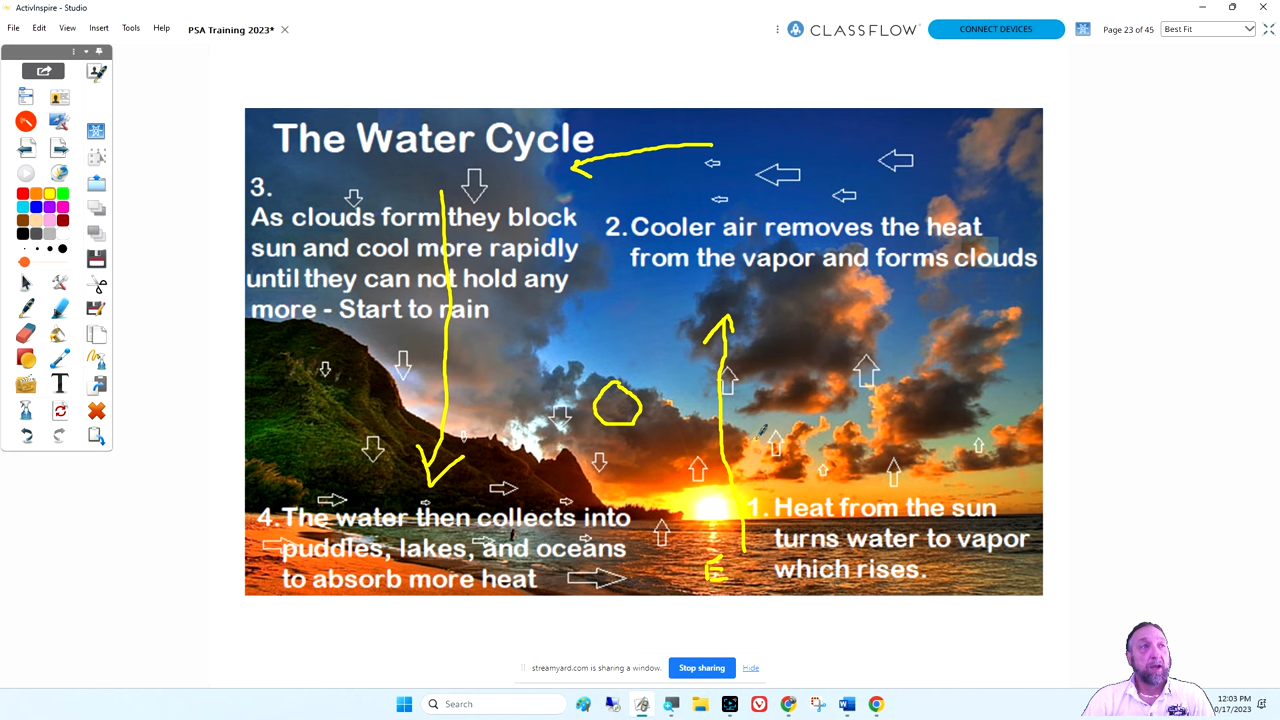 ActivInspire - Studio
File Edit View Insert Tools Help PSA Training 2023*
CLASSFLOW
CONNECT DEVICES
Page 23 of 45
Best Fit
The Water Cycle
3.
As clouds form they block
sun and cool more rapidly
until they can not hold any
more - Start to rain
2. Cooler air removes the heat
from the vapor and forms clouds
4. The water then collects into
puddles, lakes, and oceans
to absorb more heat
1. Heat from the sun
turns water to vapor
which rises.
E
streamyard.com is sharing a window.
Stop sharing
Hide
Search
12:03 PM
0/17/2023